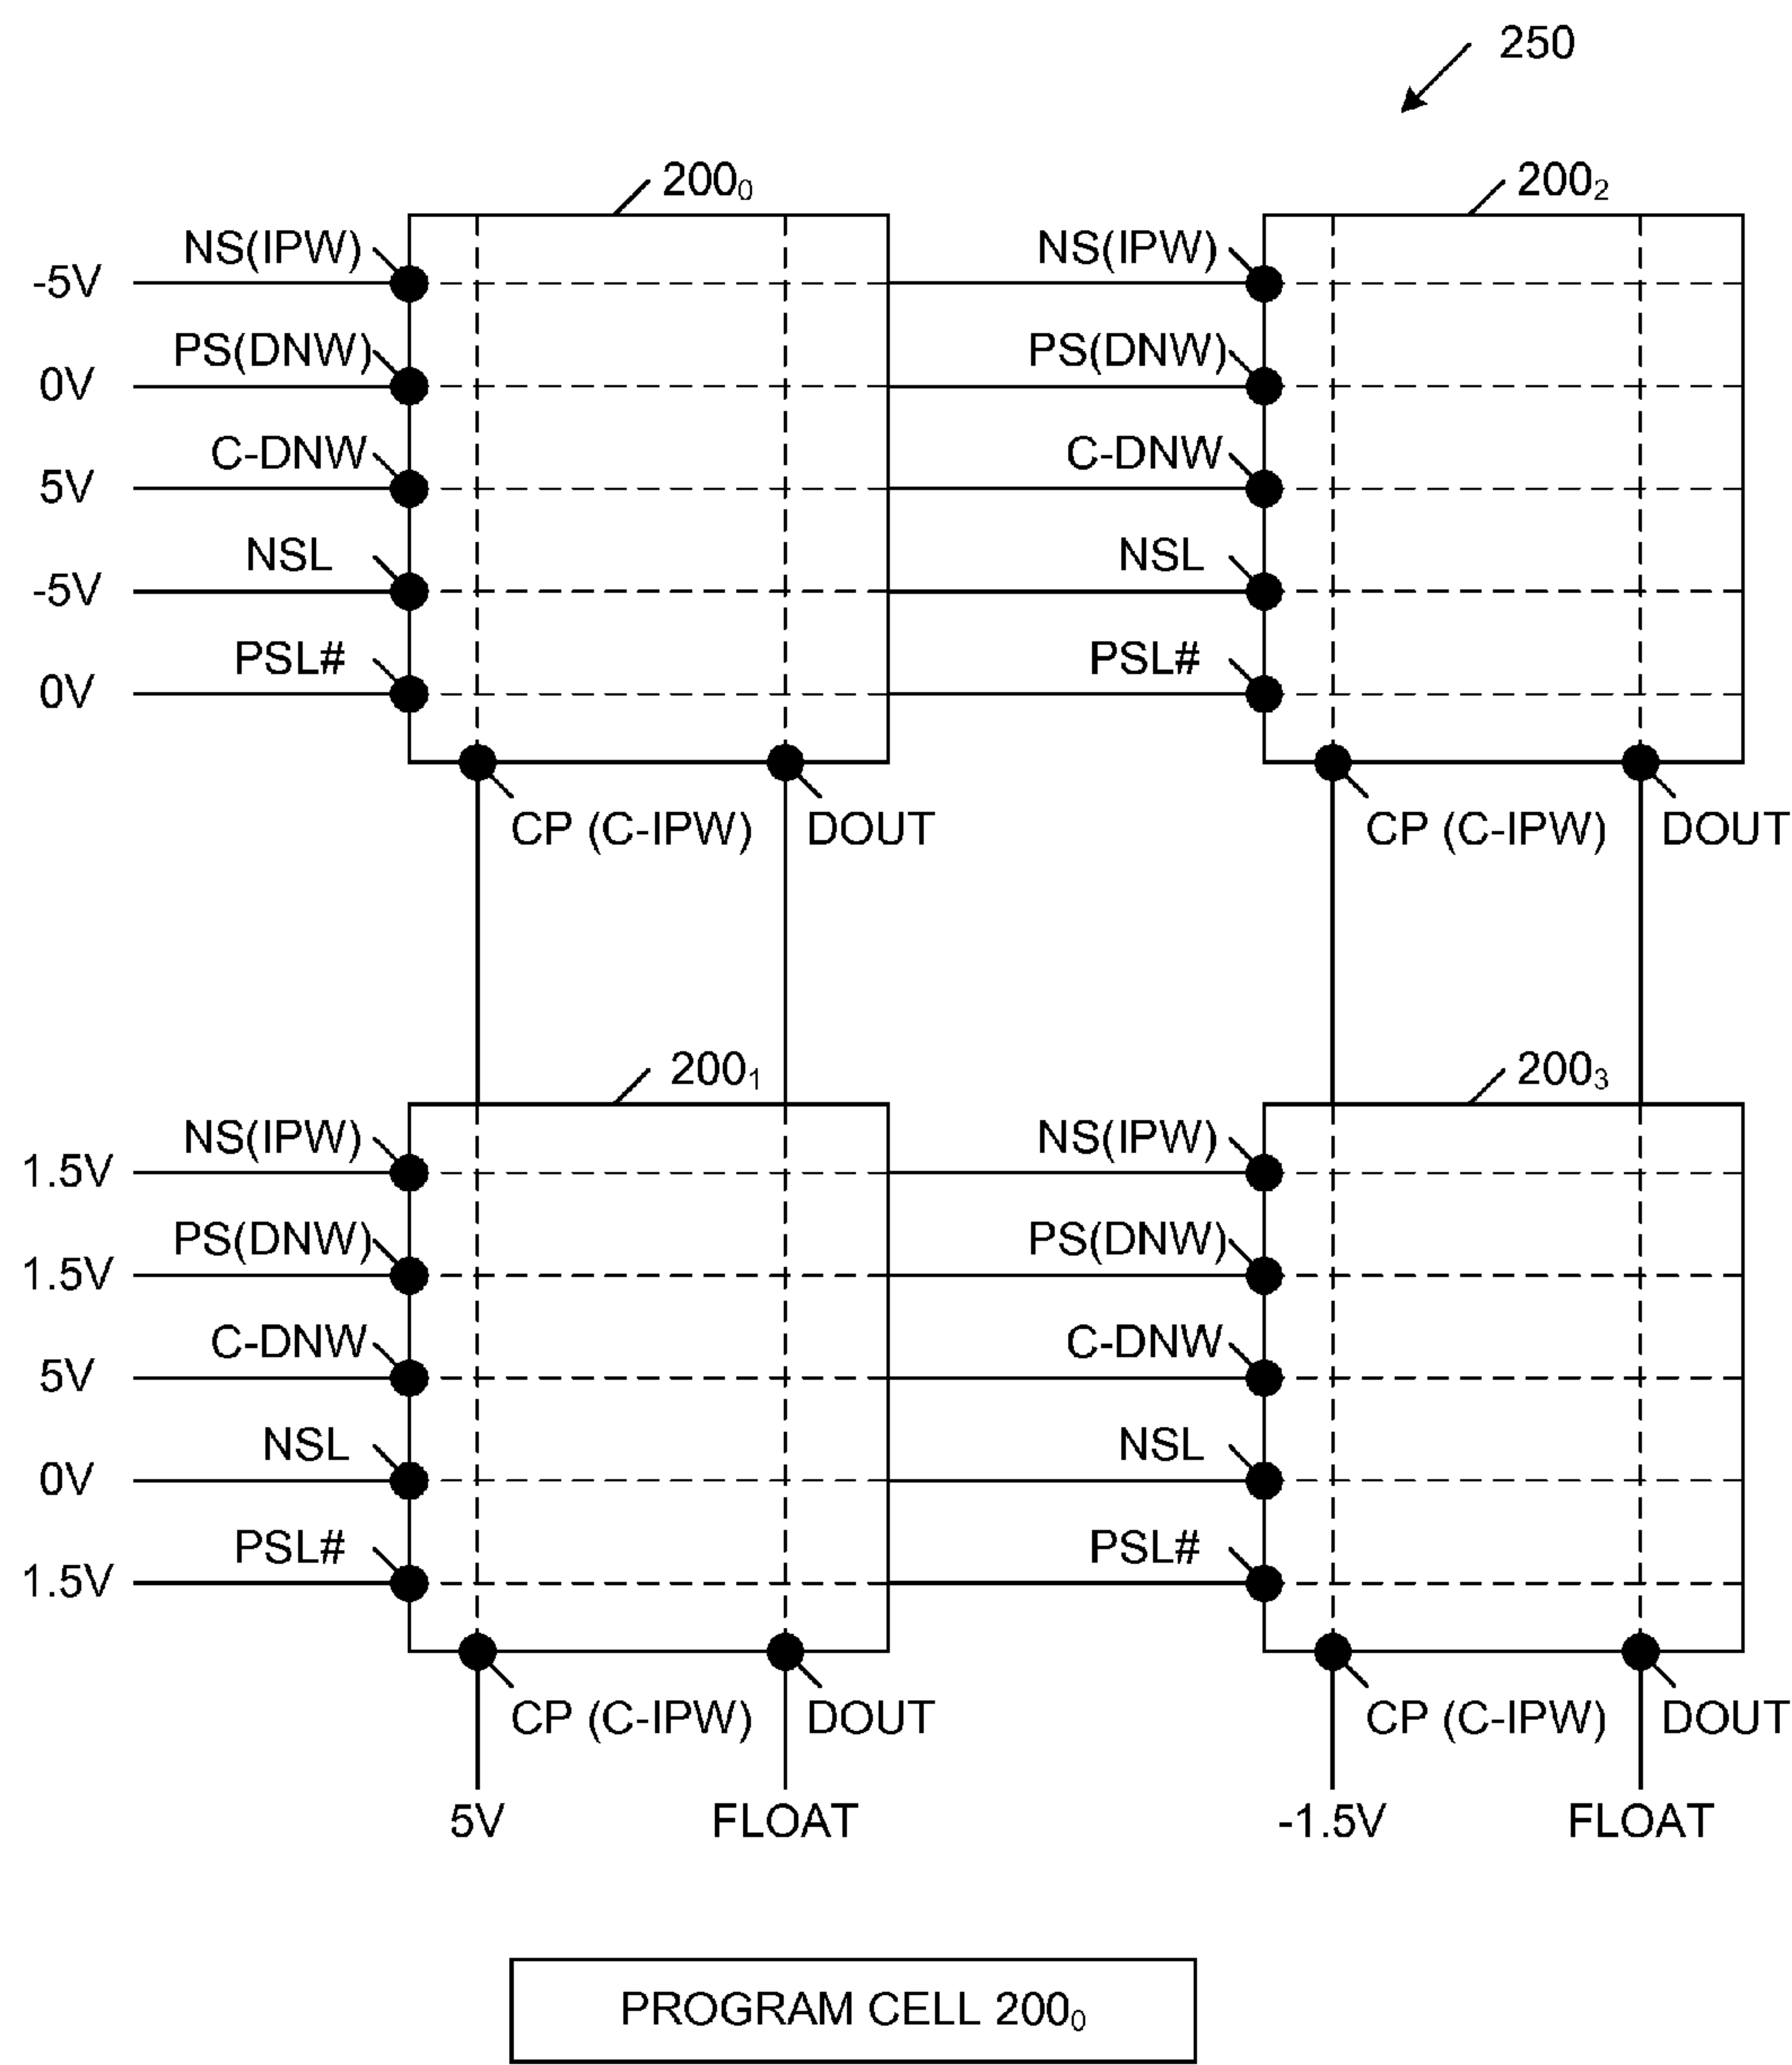 250
200₀ 200₂
NS(IPW) NS(IPW)
-5V
PS(DNW) PS(DNW)
0V
C-DNW C-DNW
5V
NSL NSL
-5V
PSL# PSL#
0V
CP (C-IPW) DOUT CP (C-IPW) DOUT
200₁ 200₃
NS(IPW) NS(IPW)
1.5V
PS(DNW) PS(DNW)
1.5V
C-DNW C-DNW
5V
NSL NSL
0V
PSL# PSL#
1.5V
CP (C-IPW) DOUT CP (C-IPW) DOUT
5V FLOAT -1.5V FLOAT
PROGRAM CELL 200₀